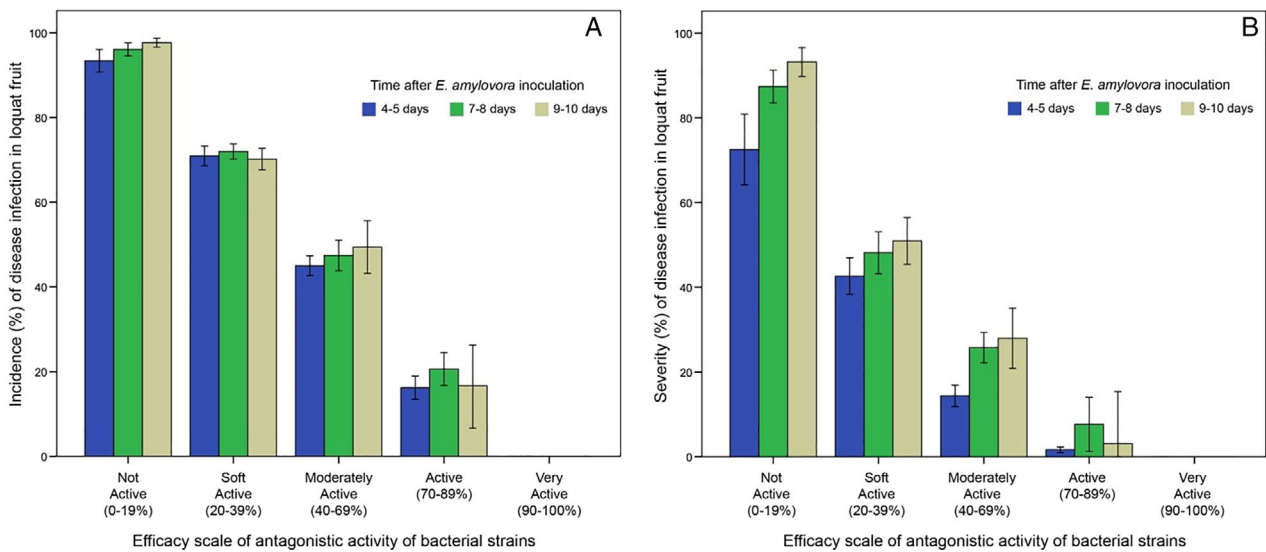 A
Time after E. amylovora inoculation
4-5 days 7-8 days 9-10 days
Incidence (%) of disease infection in loquat fruit
100
80
60
40
20
0
Not Active (0-19%)
Soft Active (20-39%)
Moderately Active (40-69%)
Active (70-89%)
Very Active (90-100%)
Efficacy scale of antagonistic activity of bacterial strains
B
Time after E. amylovora inoculation
4-5 days 7-8 days 9-10 days
Severity (%) of disease infection in loquat fruit
100
80
60
40
20
0
Not Active (0-19%)
Soft Active (20-39%)
Moderately Active (40-69%)
Active (70-89%)
Very Active (90-100%)
Efficacy scale of antagonistic activity of bacterial strains